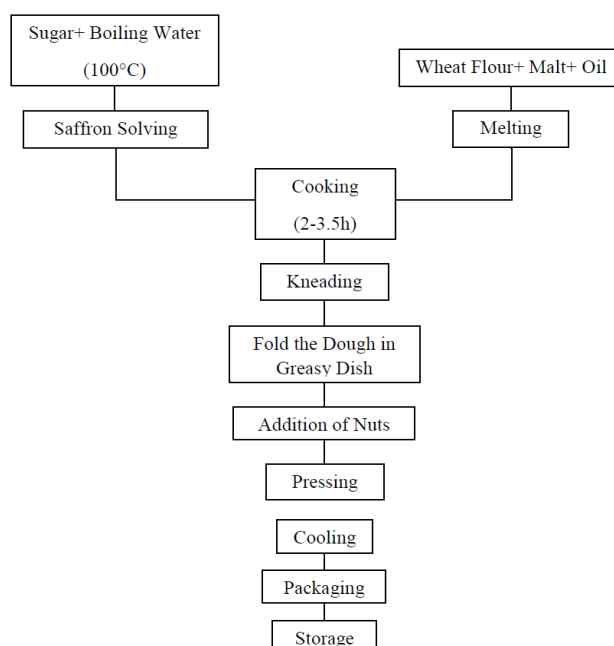 Sugar+ Boiling Water
(100°C)
Wheat Flour+ Malt+ Oil
Saffron Solving
Melting
Cooking
(2-3.5h)
Kneading
Fold the Dough in
Greasy Dish
Addition of Nuts
Pressing
Cooling
Packaging
Storage